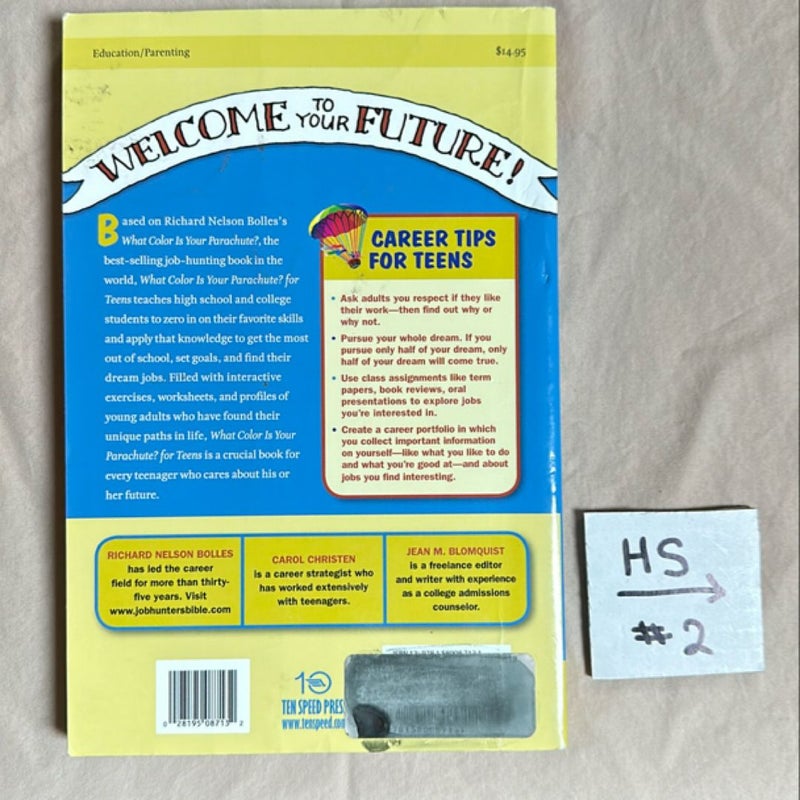 Education/Parenting
$14.95
WELCOME TO YOUR FUTURE!
Based on Richard Nelson Bolles's
What Color Is Your Parachute?, the
best-selling job-hunting book in the
world, What Color Is Your Parachute? for
Teens teaches high school and college
students to zero in on their favorite skills
and apply that knowledge to get the most
out of school, set goals, and find their
dream jobs. Filled with interactive
exercises, worksheets, and profiles of
young adults who have found their
unique paths in life, What Color Is Your
Parachute? for Teens is a crucial book for
every teenager who cares about his or
her future.
CAREER TIPS
FOR TEENS
• Ask adults you respect if they like
their work—then find out why or
why not.
• Pursue your whole dream. If you
pursue only half of your dream, only
half of your dream will come true.
• Use class assignments like term
papers, book reviews, oral
presentations to explore jobs
you're interested in.
• Create a career portfolio in which
you collect important information
on yourself—like what you like to do
and what you're good at—and about
jobs you find interesting.
RICHARD NELSON BOLLES
has led the career
field for more than thirty-
five years. Visit
www.jobhuntersbible.com
CAROL CHRISTEN
is a career strategist who
has worked extensively
with teenagers.
JEAN M. BLOMQUIST
is a freelance editor
and writer with experience
as a college admissions
counselor.
0 28195 08713 2
10
TEN SPEED PRES
www.tenspeed.com
HS
#2